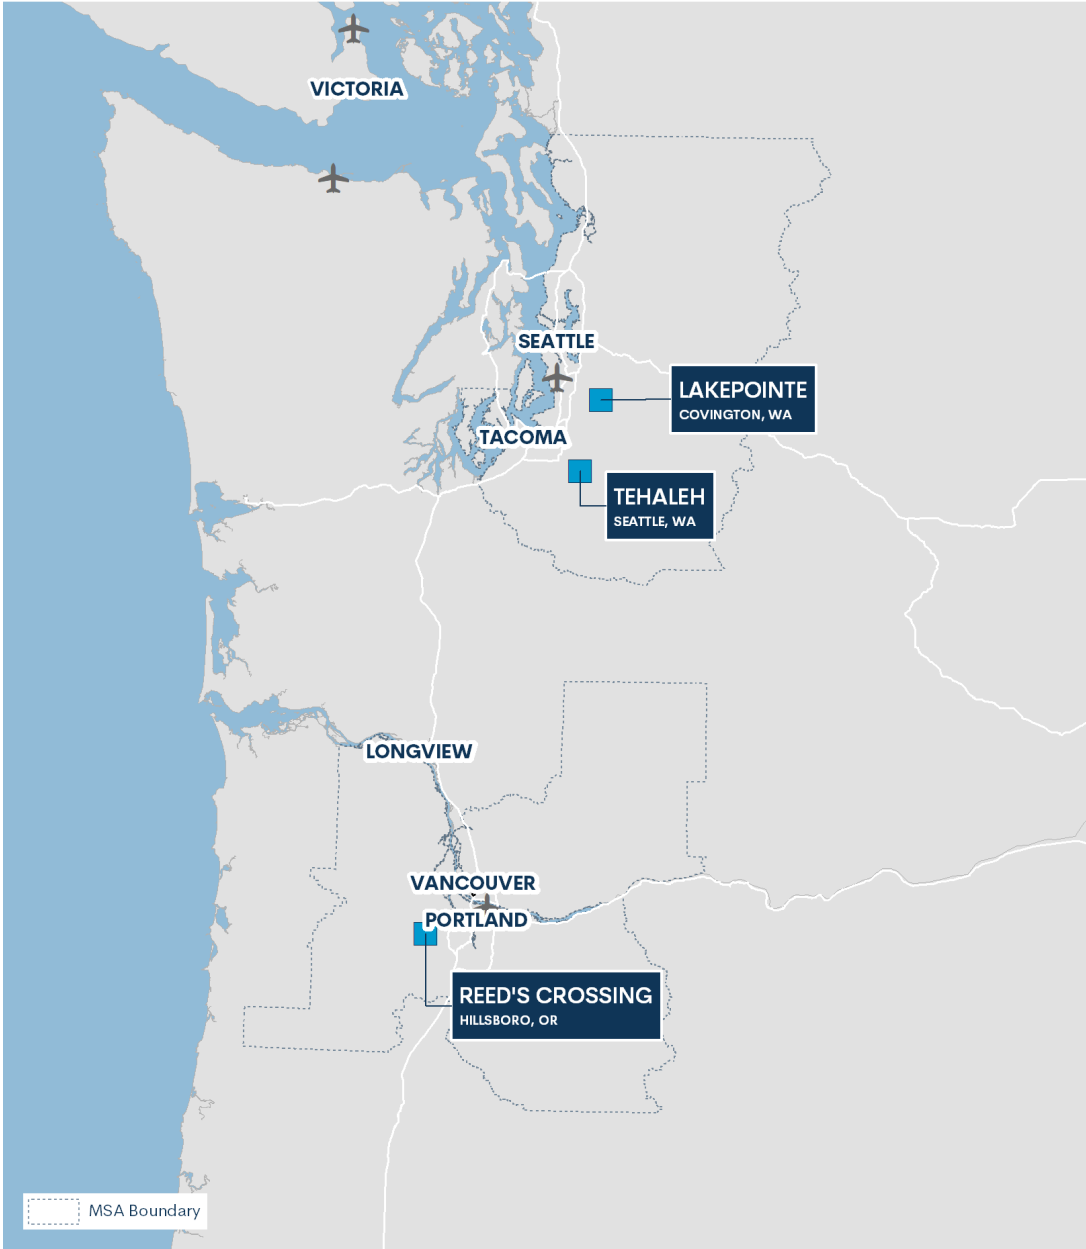 VICTORIA
SEATTLE
LAKEPOINTE
COVINGTON, WA
TACOMA
TEHALEH
SEATTLE, WA
LONGVIEW
VANCOUVER
PORTLAND
REED'S CROSSING
HILLSBORO, OR
MSA Boundary